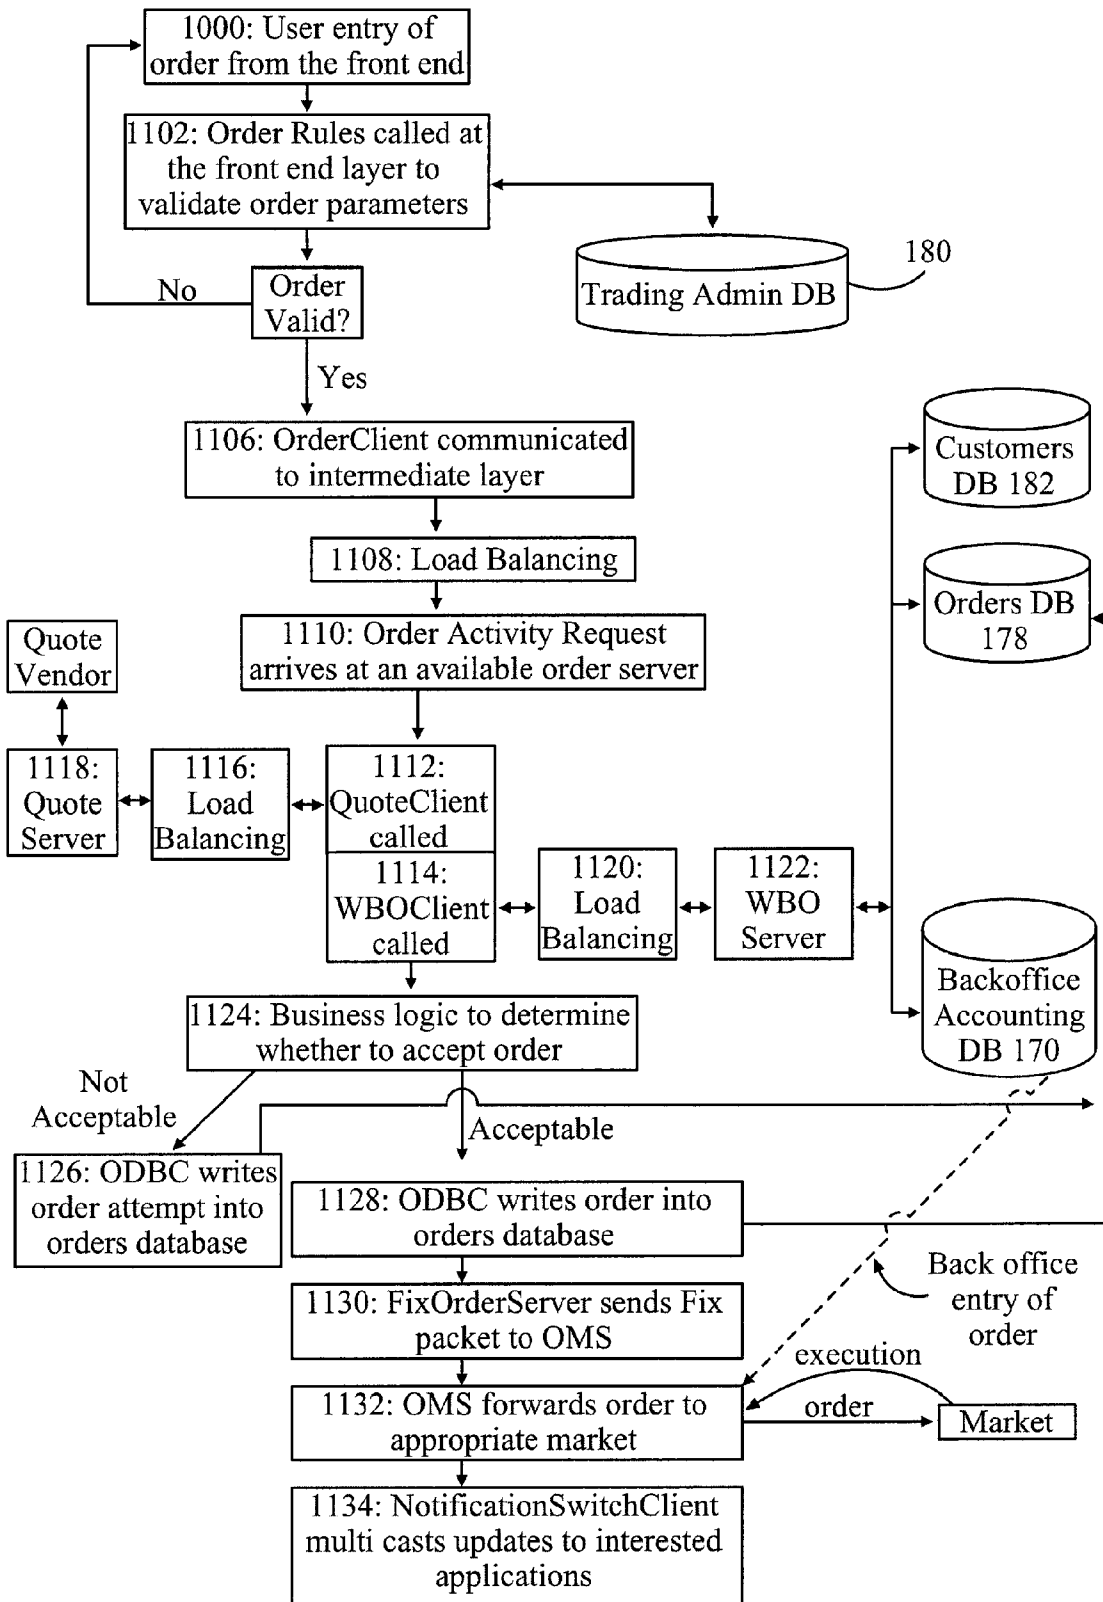 1000: User entry of
order from the front end
1102: Order Rules called at
the front end layer to
validate order parameters
180
Trading Admin DB
No
Order
Valid?
Yes
1106: OrderClient communicated
to intermediate layer
Customers
DB 182
1108: Load Balancing
Orders DB
178
1110: Order Activity Request
arrives at an available order server
Quote
Vendor
1118:
Quote
Server
1116:
Load
Balancing
1112:
QuoteClient
called
1114:
WBOClient
called
1120:
Load
Balancing
1122:
WBO
Server
Backoffice
Accounting
DB 170
1124: Business logic to determine
whether to accept order
Not
Acceptable
Acceptable
1126: ODBC writes
order attempt into
orders database
1128: ODBC writes order into
orders database
Back office
entry of
order
1130: FixOrderServer sends Fix
packet to OMS
execution
1132: OMS forwards order to
appropriate market
order
Market
1134: NotificationSwitchClient
multi casts updates to interested
applications